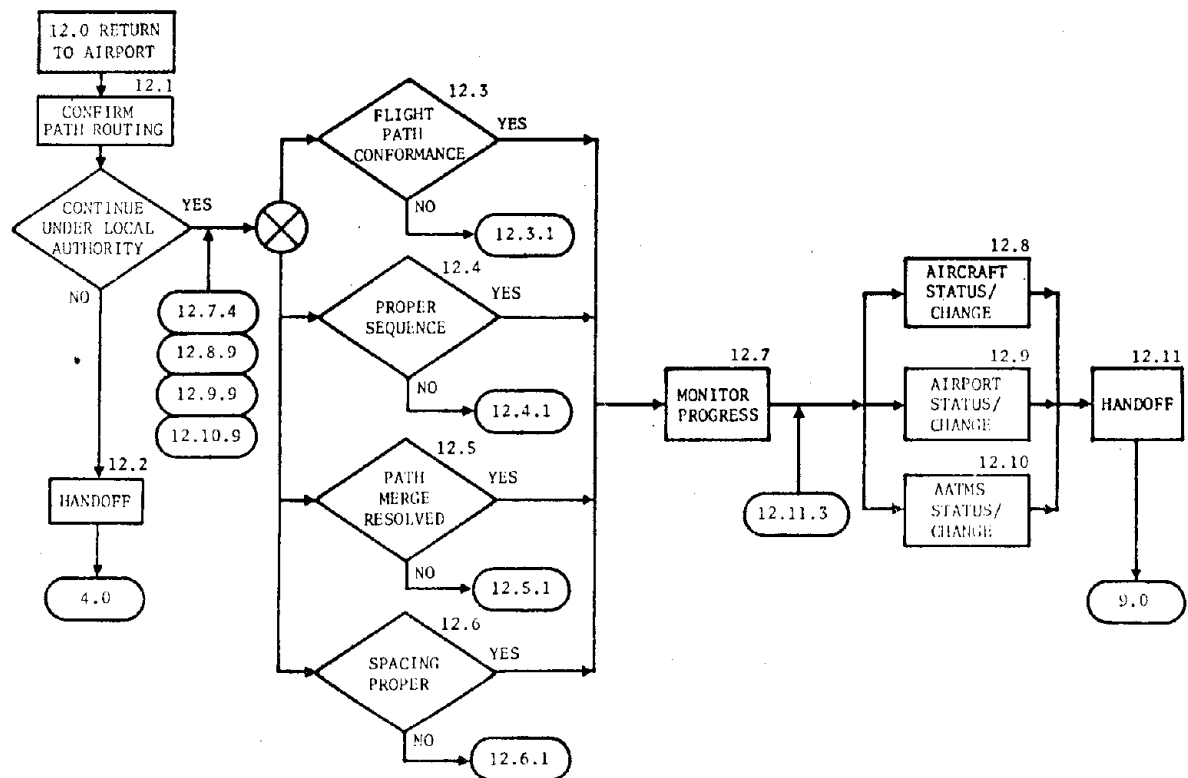 12.0 RETURN
TO AIRPORT
12.1
CONFIRM
PATH ROUTING
CONTINUE
UNDER LOCAL
AUTHORITY
YES
NO
12.7.4
12.8.9
12.9.9
12.10.9
12.2
HANDOFF
4.0
12.3
FLIGHT
PATH
CONFORMANCE
YES
NO
12.3.1
12.4
PROPER
SEQUENCE
YES
NO
12.4.1
12.5
PATH
MERGE
RESOLVED
YES
NO
12.5.1
12.6
SPACING
PROPER
YES
NO
12.6.1
12.7
MONITOR
PROGRESS
12.11.3
12.8
AIRCRAFT
STATUS/
CHANGE
12.9
AIRPORT
STATUS/
CHANGE
12.10
AATMS
STATUS/
CHANGE
12.11
HANDOFF
9.0